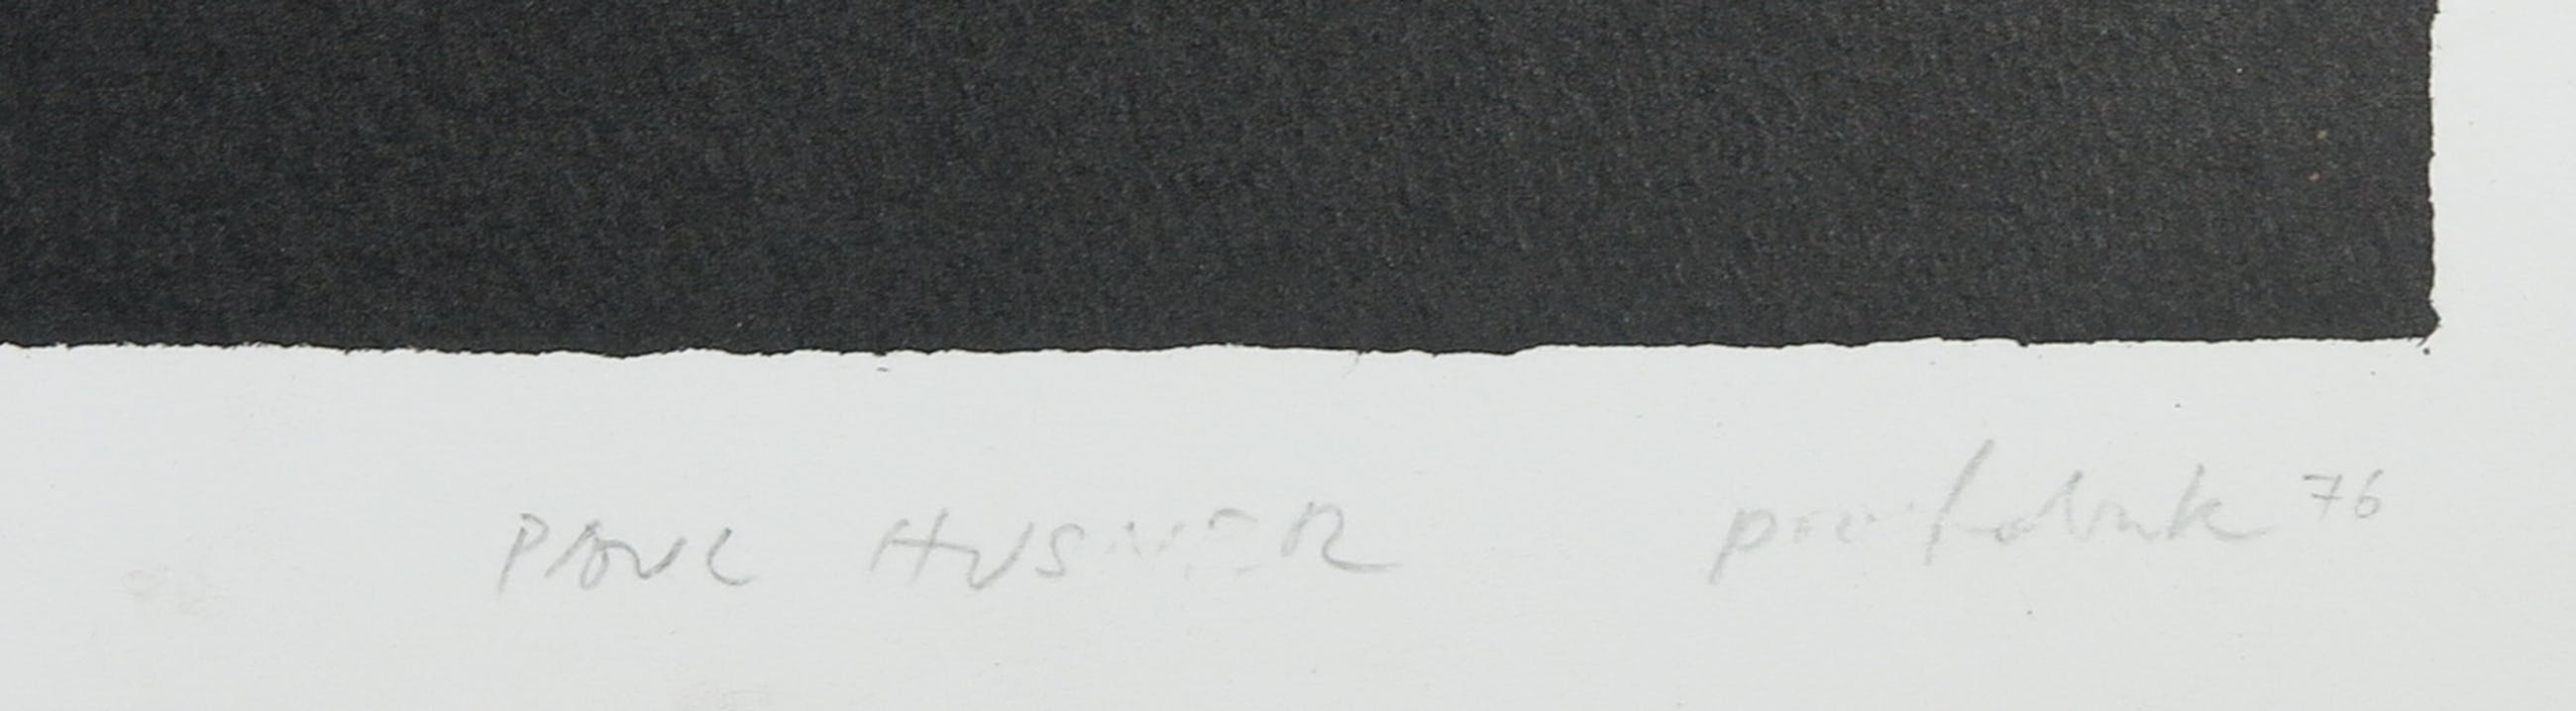 PAUL HUSNER proefdruk 76